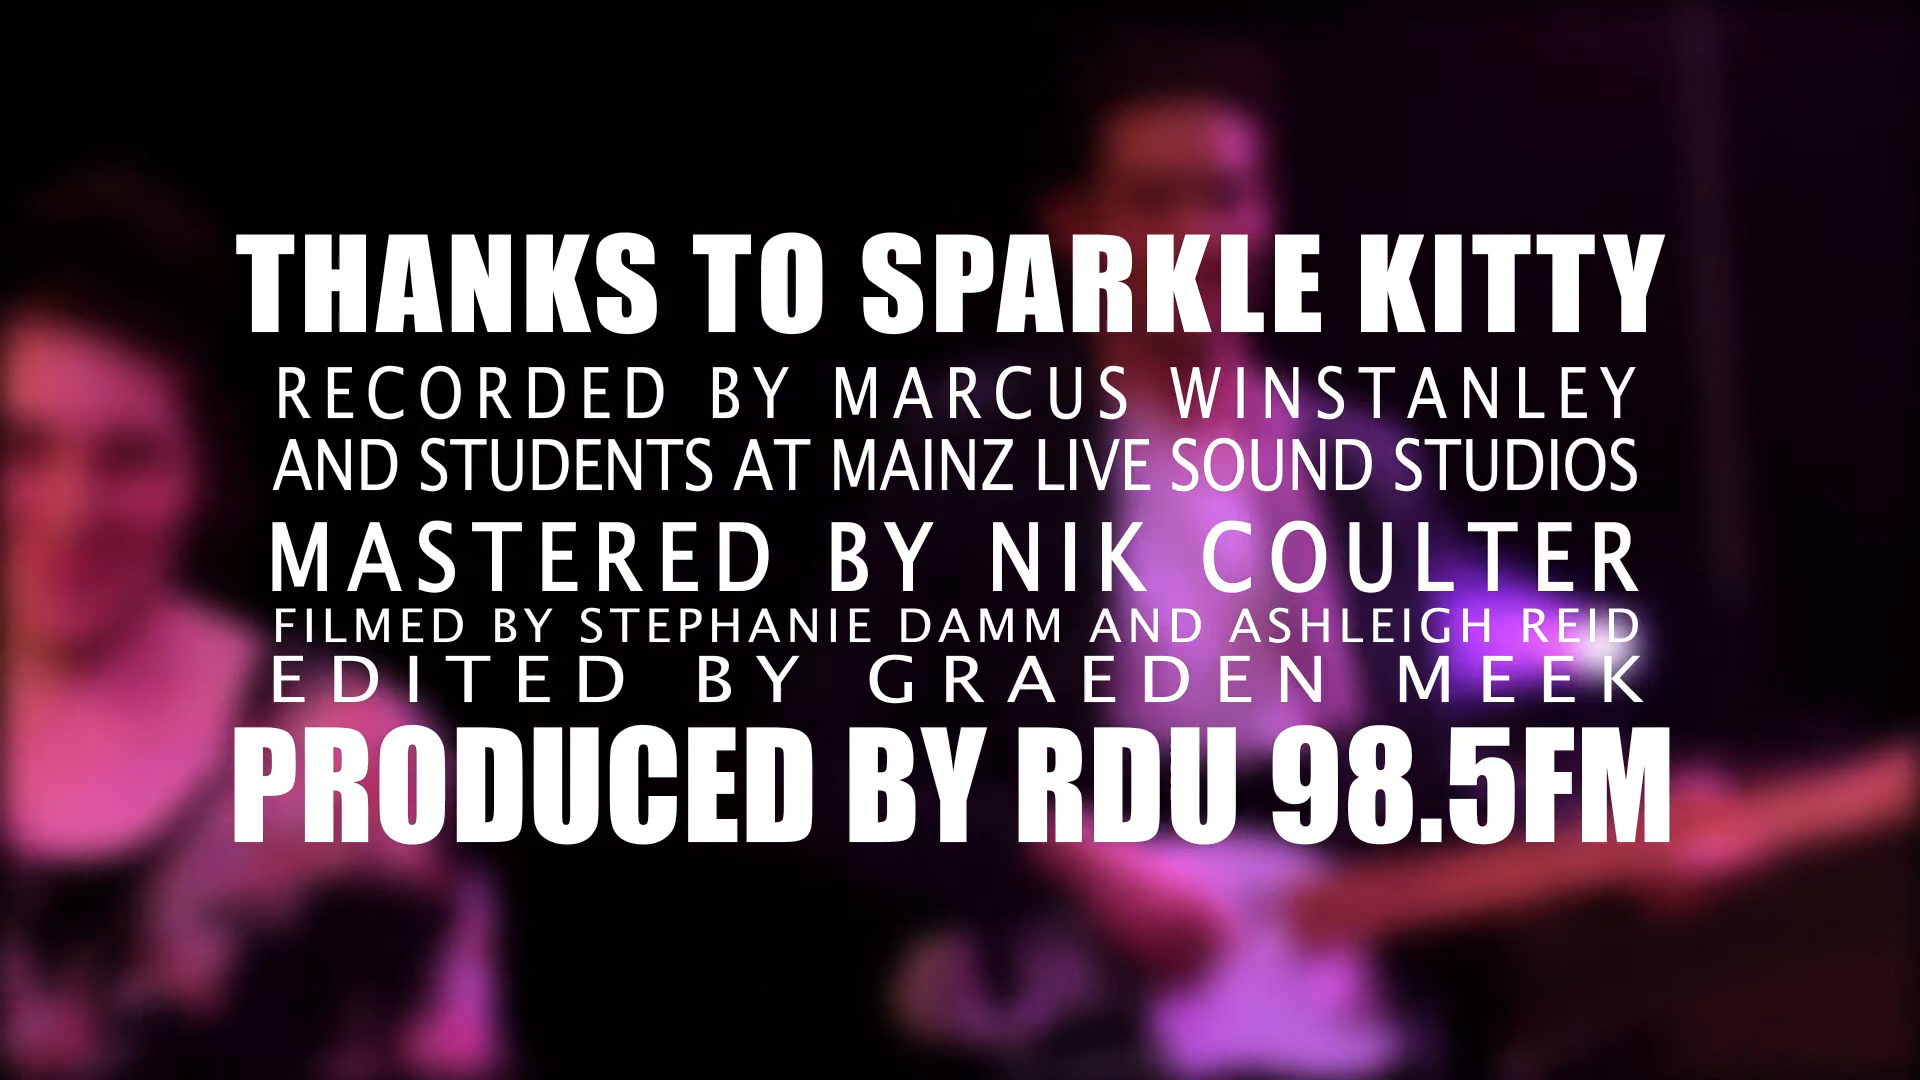 THANKS TO SPARKLE KITTY
RECORDED BY MARCUS WINSTANLEY
AND STUDENTS AT MAINZ LIVE SOUND STUDIOS
MASTERED BY NIK COULTER
FILMED BY STEPHANIE DAMM AND ASHLEIGH REID
EDITED BY GRAEDEN MEEK
PRODUCED BY RDU 98.5FM